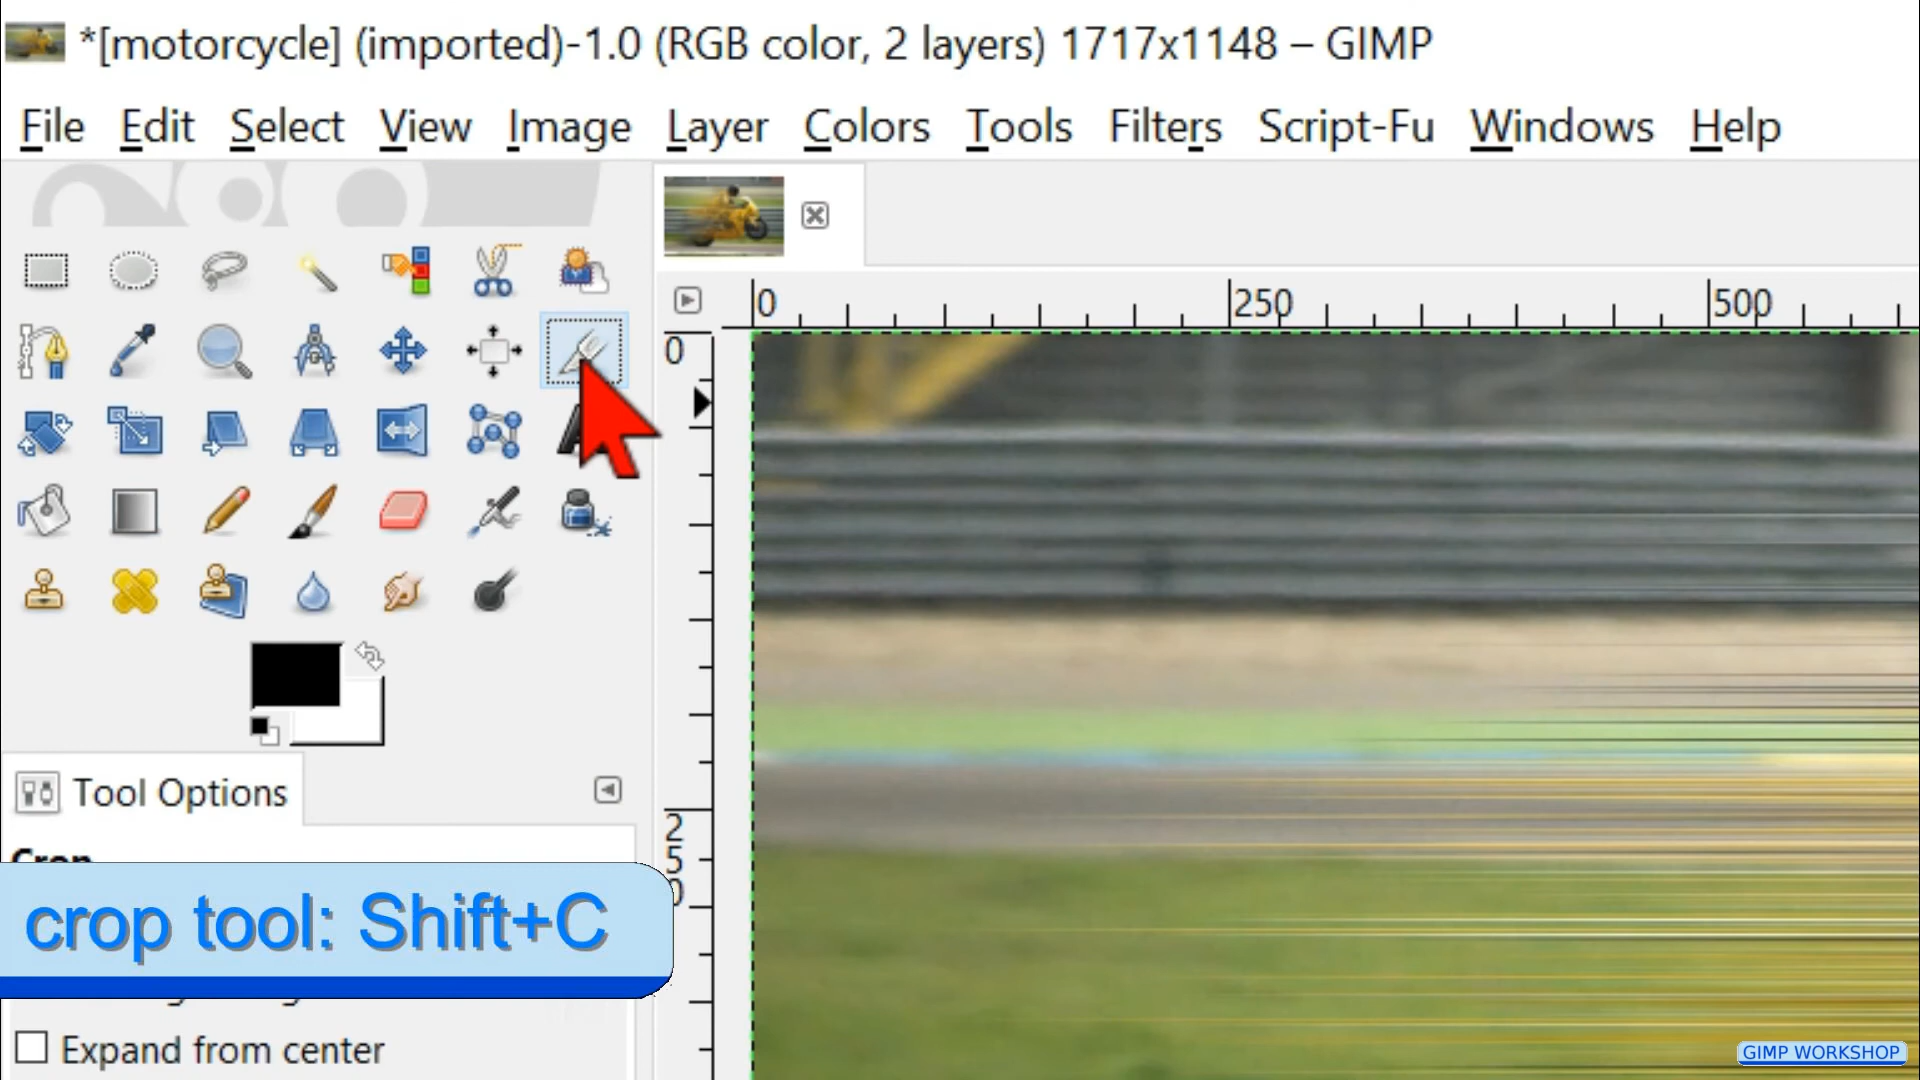 *[motorcycle] (imported)-1.0 (RGB color, 2 layers) 1717x1148 – GIMP
File Edit Select View Image Layer Colors Tools Filters Script-Fu Windows Help
0 250 500
0
250
Tool Options
Crop
crop tool: Shift+C
Expand from center
GIMP WORKSHOP